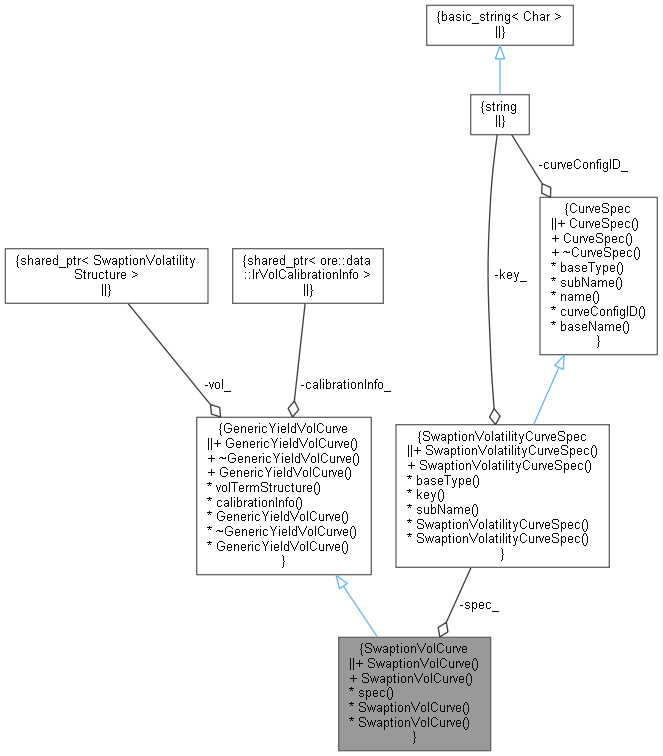 {basic_string< Char >
||}
{string
||}
-curveConfigID_
{CurveSpec
||+ CurveSpec()
+ CurveSpec()
+ ~CurveSpec()
* baseType()
* subName()
* name()
* curveConfigID()
* baseName()
}
{shared_ptr< SwaptionVolatility
Structure >
||}
{shared_ptr< ore::data
::IrVolCalibrationInfo >
||}
-key_
-vol_
-calibrationInfo_
{GenericYieldVolCurve
||+ GenericYieldVolCurve()
+ ~GenericYieldVolCurve()
+ GenericYieldVolCurve()
* volTermStructure()
* calibrationInfo()
* GenericYieldVolCurve()
* ~GenericYieldVolCurve()
* GenericYieldVolCurve()
}
{SwaptionVolatilityCurveSpec
||+ SwaptionVolatilityCurveSpec()
+ SwaptionVolatilityCurveSpec()
* baseType()
* key()
* subName()
* SwaptionVolatilityCurveSpec()
* SwaptionVolatilityCurveSpec()
}
-spec_
{SwaptionVolCurve
||+ SwaptionVolCurve()
+ SwaptionVolCurve()
* spec()
* SwaptionVolCurve()
* SwaptionVolCurve()
}